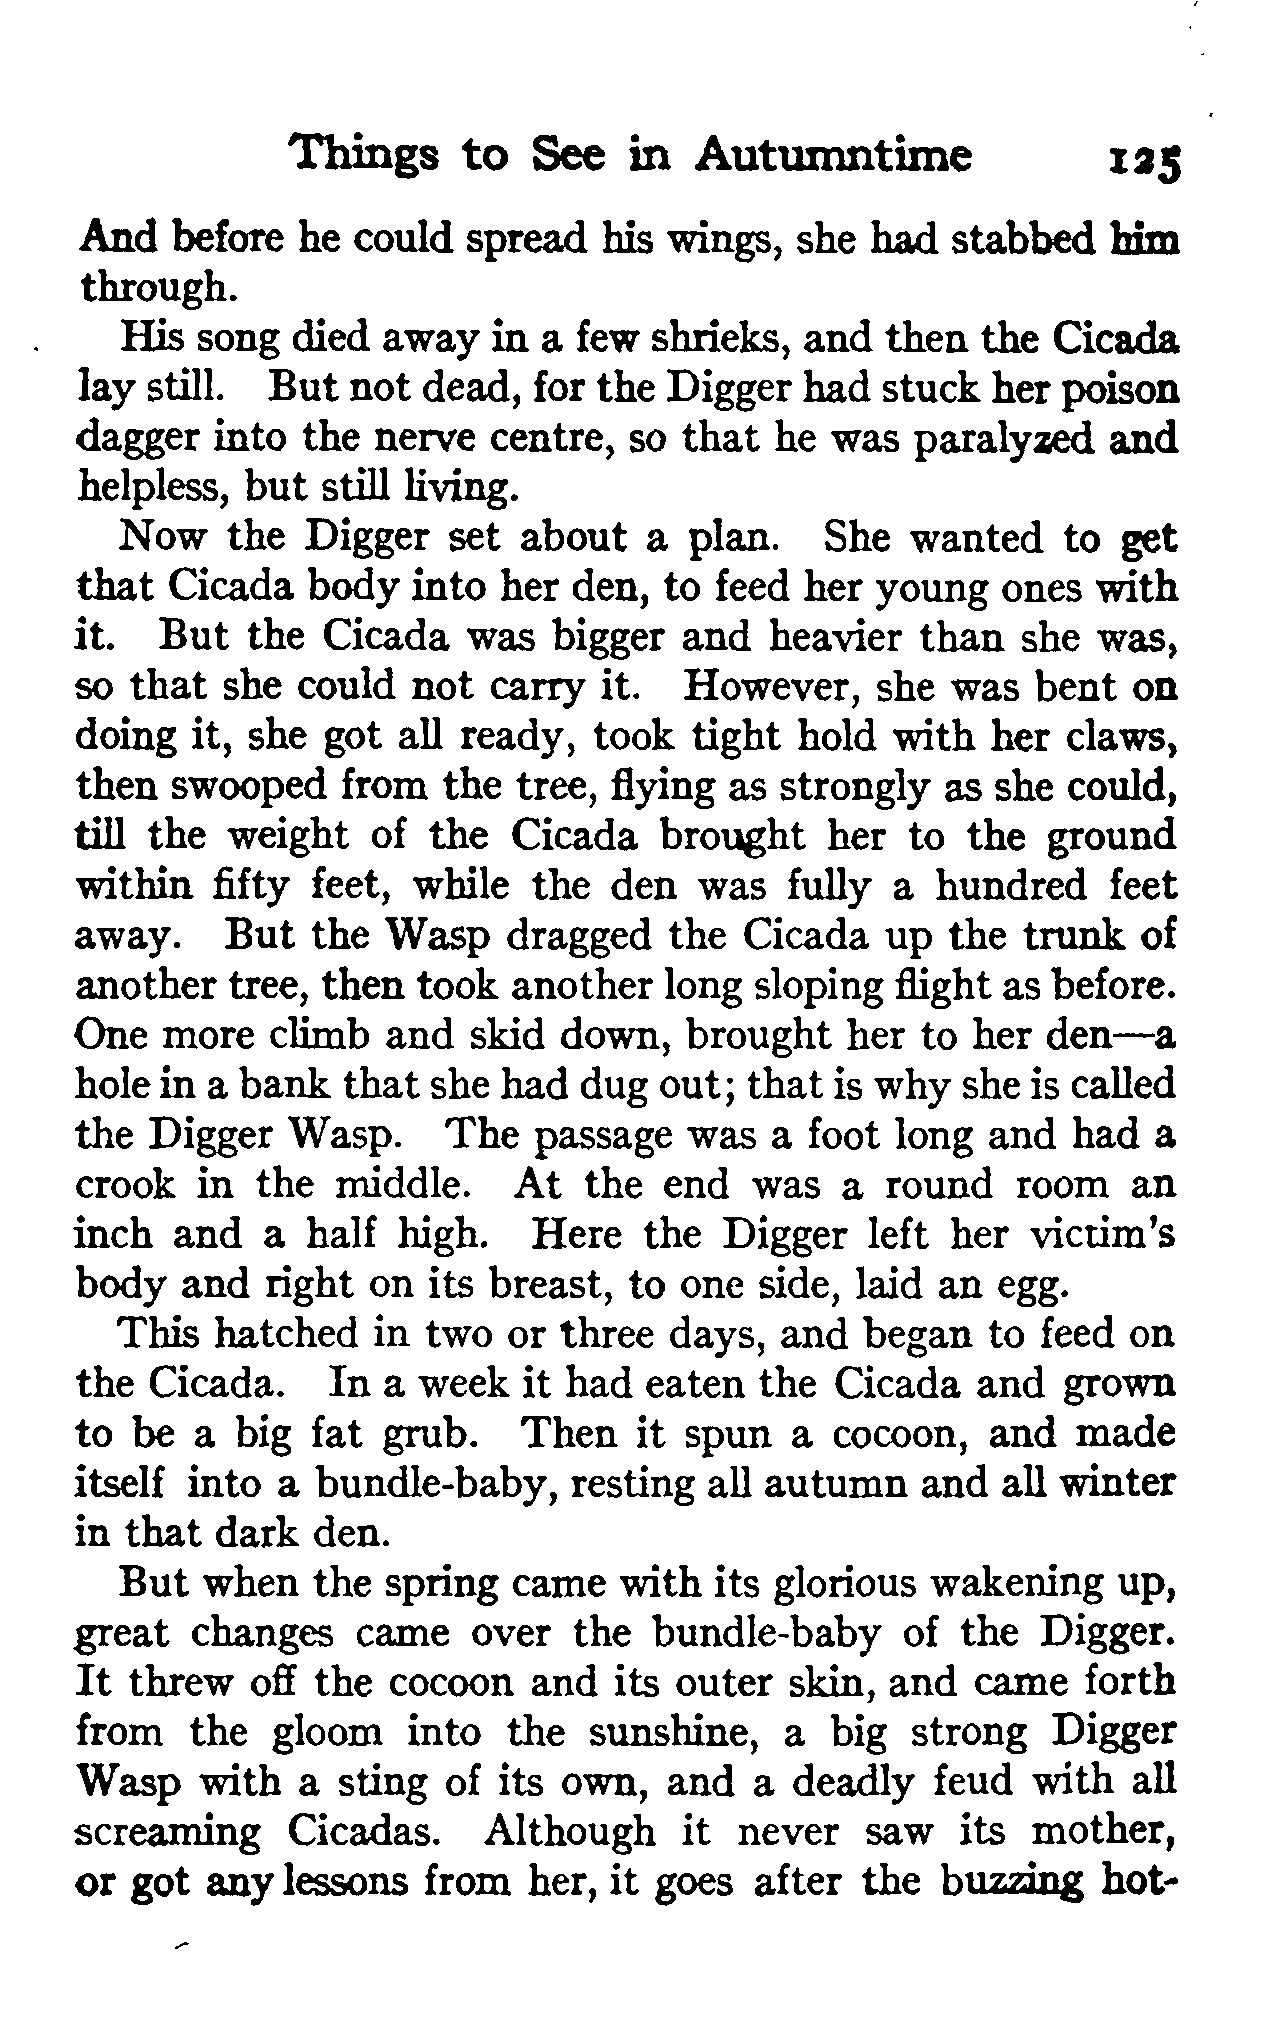 Things to See in Autumntime 125
And before he could spread his wings, she had stabbed him
through.
His song died away in a few shrieks, and then the Cicada
lay still. But not dead, for the Digger had stuck her poison
dagger into the nerve centre, so that he was paralyzed and
helpless, but still living.
Now the Digger set about a plan. She wanted to get
that Cicada body into her den, to feed her young ones with
it. But the Cicada was bigger and heavier than she was,
so that she could not carry it. However, she was bent on
doing it, she got all ready, took tight hold with her claws,
then swooped from the tree, flying as strongly as she could,
till the weight of the Cicada brought her to the ground
within fifty feet, while the den was fully a hundred feet
away. But the Wasp dragged the Cicada up the trunk of
another tree, then took another long sloping flight as before.
One more climb and skid down, brought her to her den—a
hole in a bank that she had dug out; that is why she is called
the Digger Wasp. The passage was a foot long and had a
crook in the middle. At the end was a round room an
inch and a half high. Here the Digger left her victim's
body and right on its breast, to one side, laid an egg.
This hatched in two or three days, and began to feed on
the Cicada. In a week it had eaten the Cicada and grown
to be a big fat grub. Then it spun a cocoon, and made
itself into a bundle-baby, resting all autumn and all winter
in that dark den.
But when the spring came with its glorious wakening up,
great changes came over the bundle-baby of the Digger.
It threw off the cocoon and its outer skin, and came forth
from the gloom into the sunshine, a big strong Digger
Wasp with a sting of its own, and a deadly feud with all
screaming Cicadas. Although it never saw its mother,
or got any lessons from her, it goes after the buzzing hot-